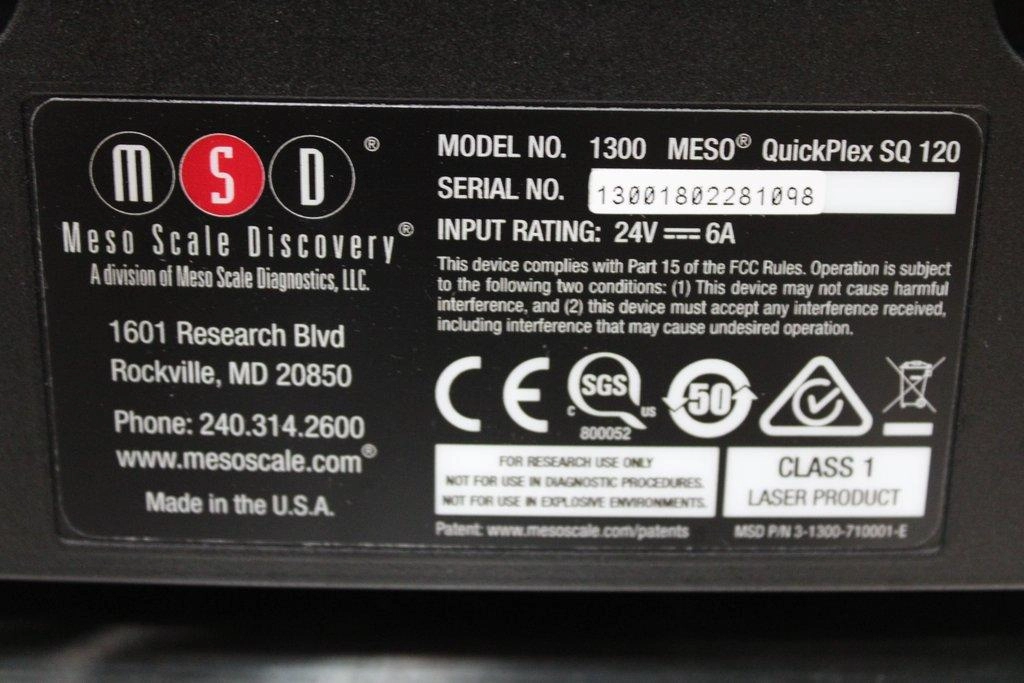 MSD®
Meso Scale Discovery®
A division of Meso Scale Diagnostics, LLC.
1601 Research Blvd
Rockville, MD 20850
Phone: 240.314.2600
www.mesoscale.com®
Made in the U.S.A.
MODEL NO. 1300 MESO® QuickPlex SQ 120
SERIAL NO. 13001802281098
INPUT RATING: 24V ⎓ 6A
This device complies with Part 15 of the FCC Rules. Operation is subject
to the following two conditions: (1) This device may not cause harmful
interference, and (2) this device must accept any interference received,
including interference that may cause undesired operation.
CE
SGS
C US
800052
50
FOR RESEARCH USE ONLY
NOT FOR USE IN DIAGNOSTIC PROCEDURES.
NOT FOR USE IN EXPLOSIVE ENVIRONMENTS.
CLASS 1
LASER PRODUCT
Patent: www.mesoscale.com/patents
MSD P/N 3-1300-710001-E